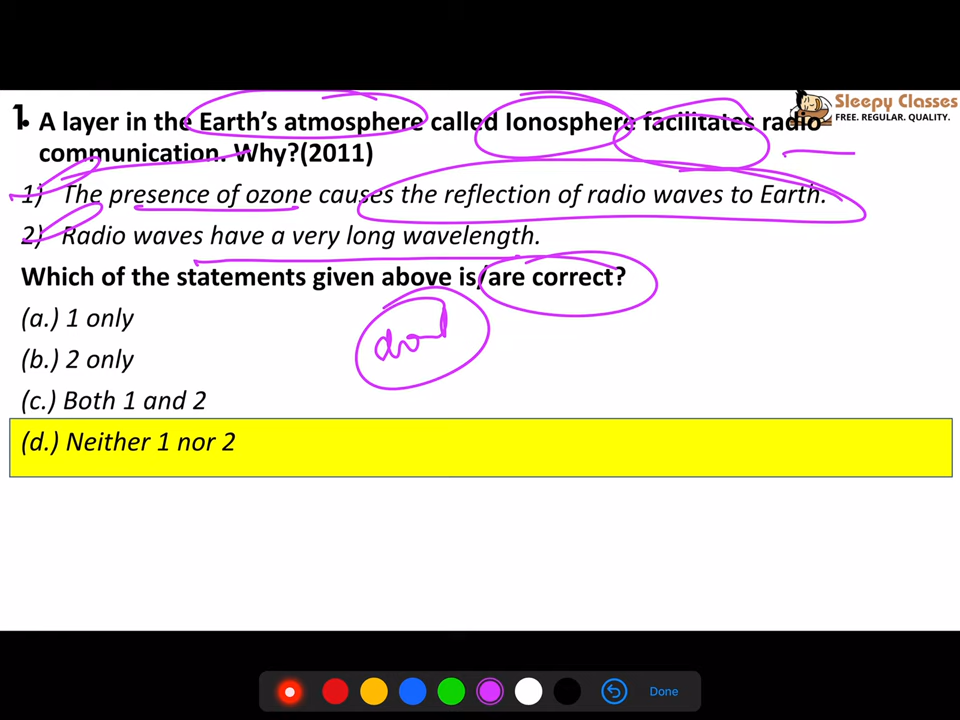 1.
Sleepy Classes
FREE. REGULAR. QUALITY.
• A layer in the Earth's atmosphere called Ionosphere facilitates radio
communication. Why?(2011)
1) The presence of ozone causes the reflection of radio waves to Earth.
2) Radio waves have a very long wavelength.
Which of the statements given above is/are correct?
(a.) 1 only
(b.) 2 only
(c.) Both 1 and 2
(d.) Neither 1 nor 2
Done